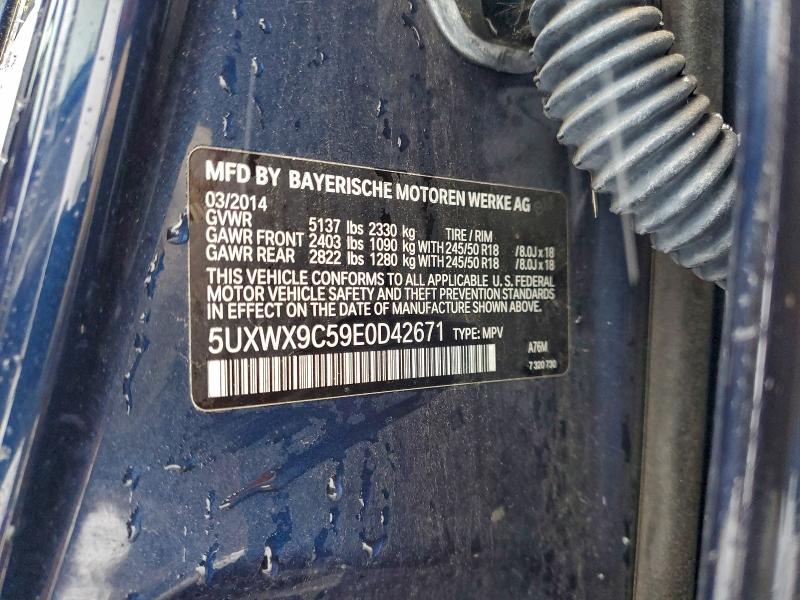 MFD BY BAYERISCHE MOTOREN WERKE AG
03/2014
GVWR 5137 lbs 2330 kg TIRE / RIM
GAWR FRONT 2403 lbs 1090 kg WITH 245/50 R18 / 8.0J x 18
GAWR REAR 2822 lbs 1280 kg WITH 245/50 R18 / 8.0J x 18
THIS VEHICLE CONFORMS TO ALL APPLICABLE U.S. FEDERAL
MOTOR VEHICLE SAFETY AND THEFT PREVENTION STANDARDS
IN EFFECT ON THE DATE OF MANUFACTURE SHOWN ABOVE.
5UXWX9C59E0D42671 TYPE: MPV
A76M
7 320 730